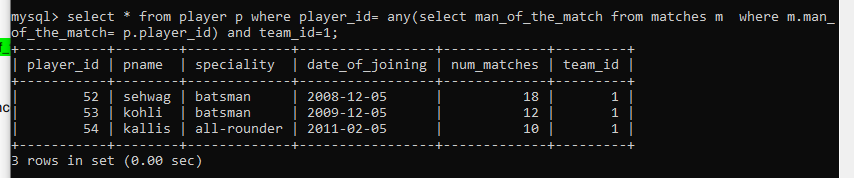 mysql> select * from player p where player_id= any(select man_of_the_match from matches m  where m.man_
of_the_match= p.player_id) and team_id=1;
+-----------+--------+-------------+-----------------+-------------+---------+
| player_id | pname  | speciality  | date_of_joining | num_matches | team_id |
+-----------+--------+-------------+-----------------+-------------+---------+
|        52 | sehwag | batsman     | 2008-12-05      |          18 |       1 |
|        53 | kohli  | batsman     | 2009-12-05      |          12 |       1 |
|        54 | kallis | all-rounder | 2011-02-05      |          10 |       1 |
+-----------+--------+-------------+-----------------+-------------+---------+
3 rows in set (0.00 sec)